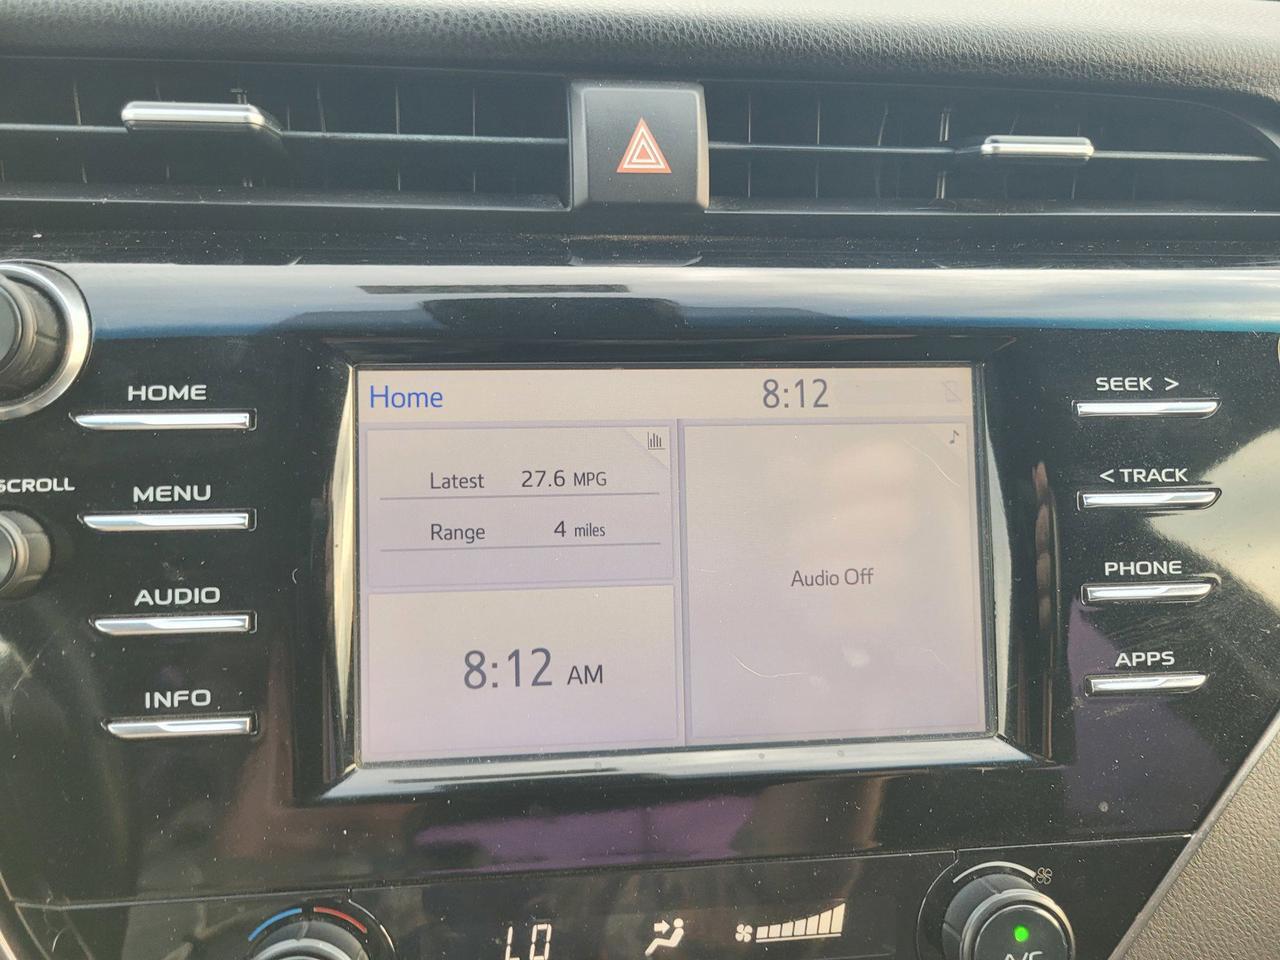 HOME
SCROLL
MENU
AUDIO
INFO
Home 8:12
Latest 27.6 MPG
Range 4 miles
8:12 AM
Audio Off
SEEK >
< TRACK
PHONE
APPS
LO
A/C